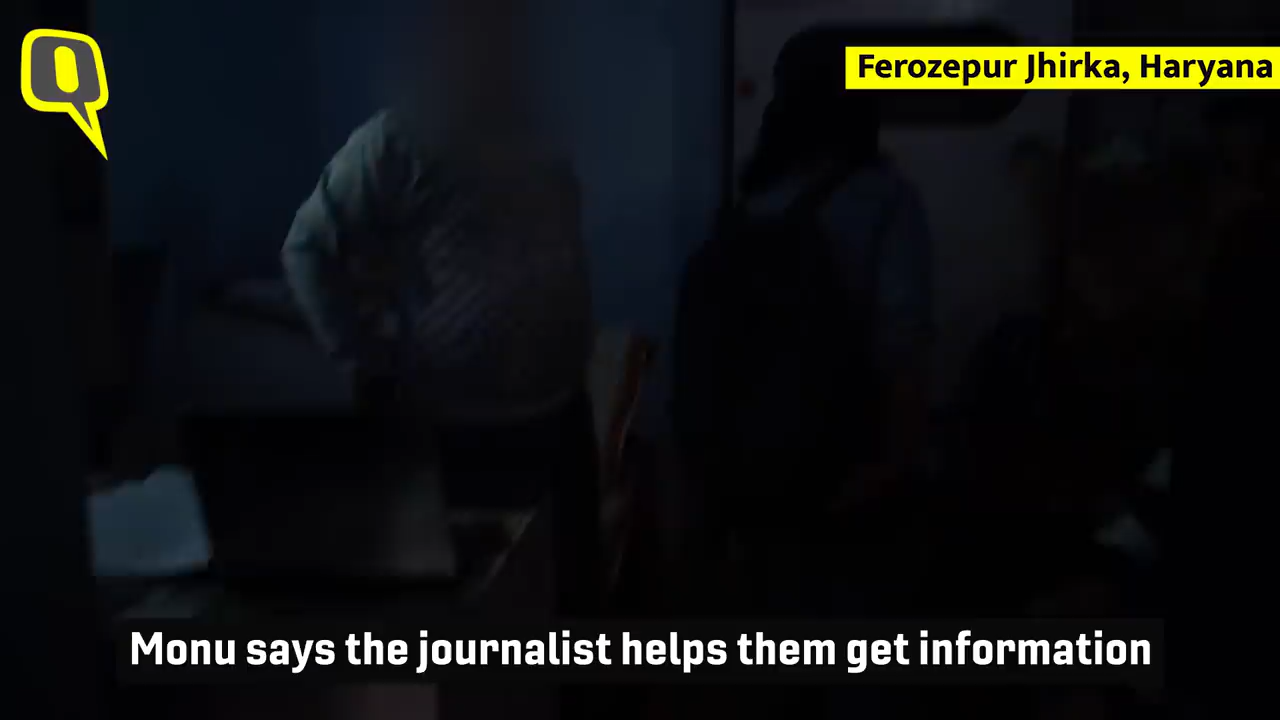 Ferozepur Jhirka, Haryana
Monu says the journalist helps them get information